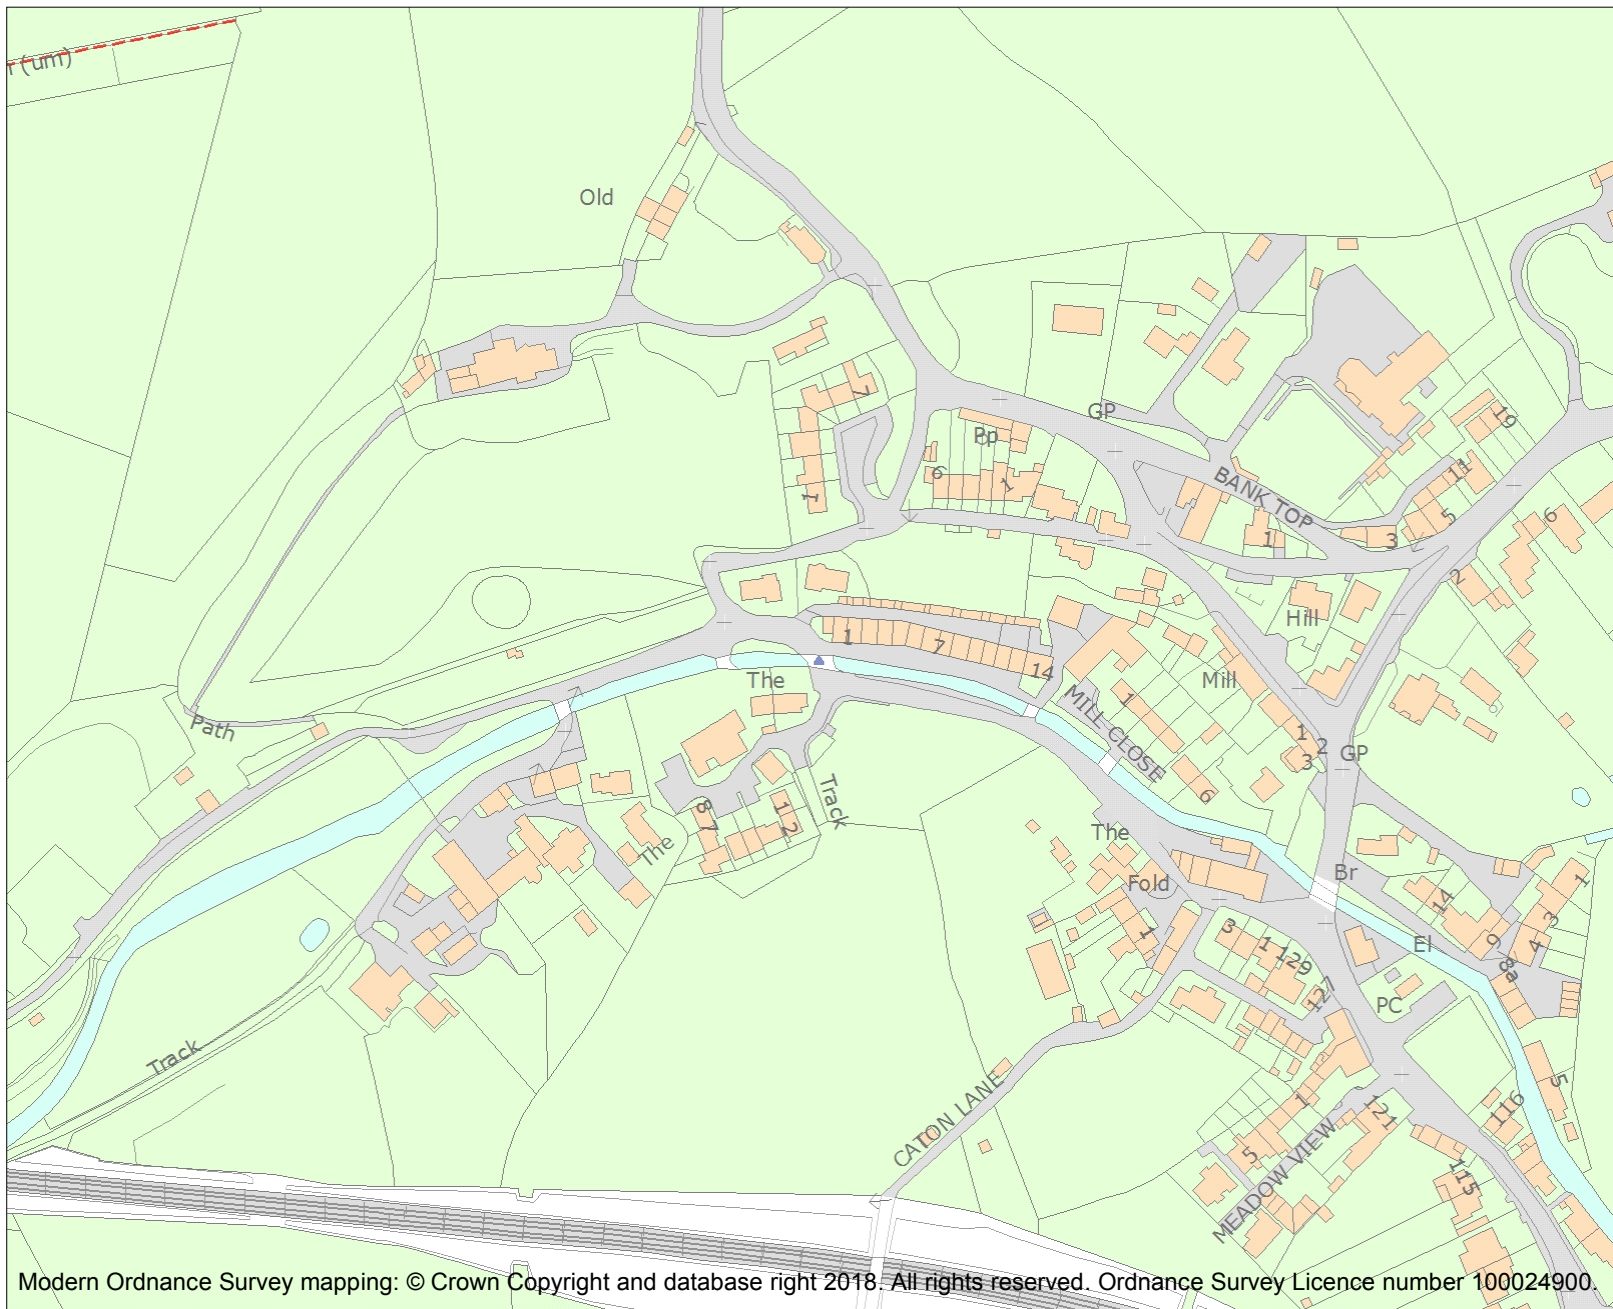 r (um)
Old
7
GP
Pp
6
1
1
BANK TOP
19
11
5
3
1
6
2
Hill
1
7
14
The
Mill
MILL CLOSE
1
6
1
2
3
GP
Path
Track
8
7
1
2
The
The
Fold
1
Br
14
1
3
4
9
8a
El
3
1
129
127
PC
Track
CATON LANE
5
116
1
121
5
MEADOW VIEW
115
Modern Ordnance Survey mapping: © Crown Copyright and database right 2018. All rights reserved. Ordnance Survey Licence number 100024900.